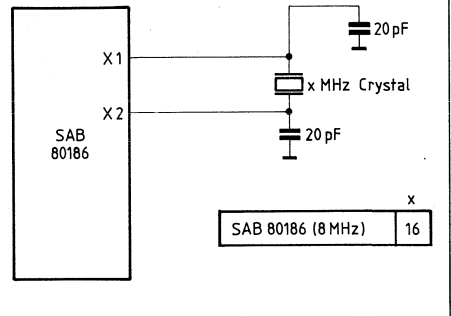 20 pF
X1
x MHz Crystal
X2
20 pF
SAB
80186
x
SAB 80186 (8 MHz)
16